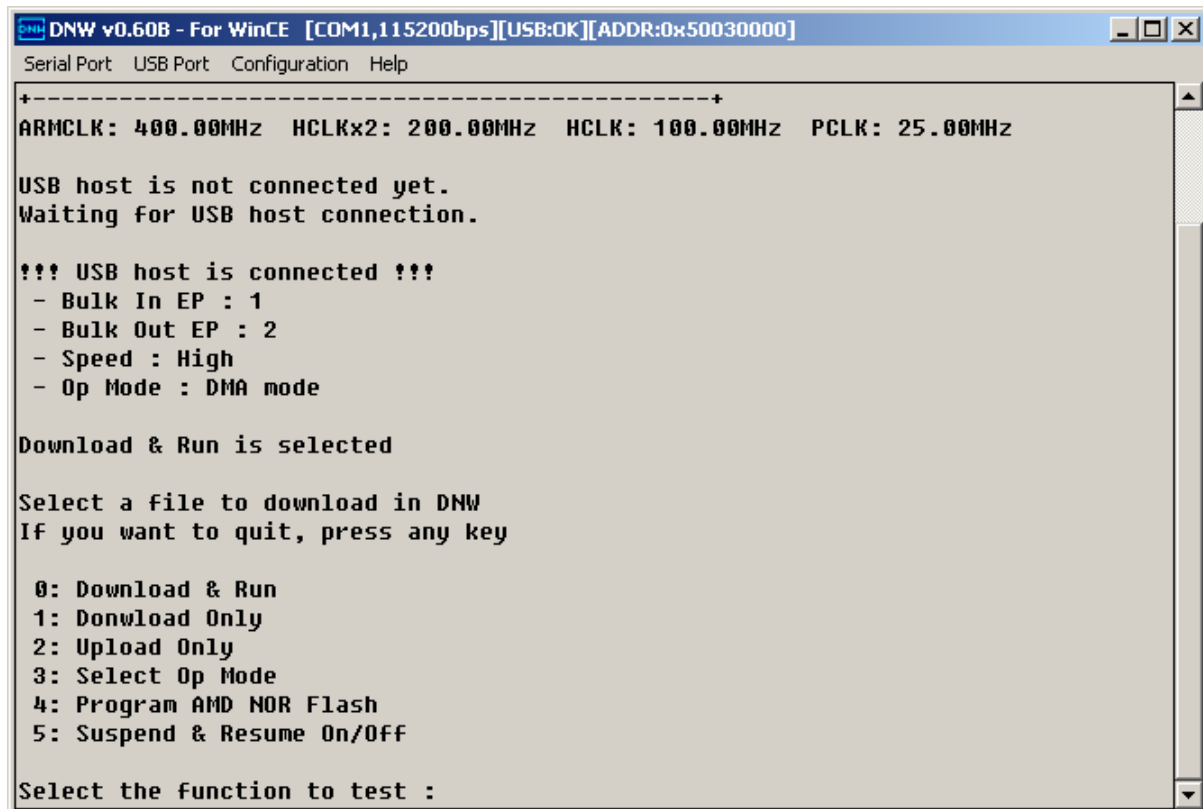 DNW v0.60B - For WinCE [COM1,115200bps][USB:OK][ADDR:0x50030000]
Serial Port USB Port Configuration Help
+-----------------------------------------------+
ARMCLK: 400.00MHz HCLKx2: 200.00MHz HCLK: 100.00MHz PCLK: 25.00MHz
USB host is not connected yet.
Waiting for USB host connection.
!!! USB host is connected !!!
- Bulk In EP : 1
- Bulk Out EP : 2
- Speed : High
- Op Mode : DMA mode
Download & Run is selected
Select a file to download in DNW
If you want to quit, press any key
0: Download & Run
1: Donwload Only
2: Upload Only
3: Select Op Mode
4: Program AMD NOR Flash
5: Suspend & Resume On/Off
Select the function to test :